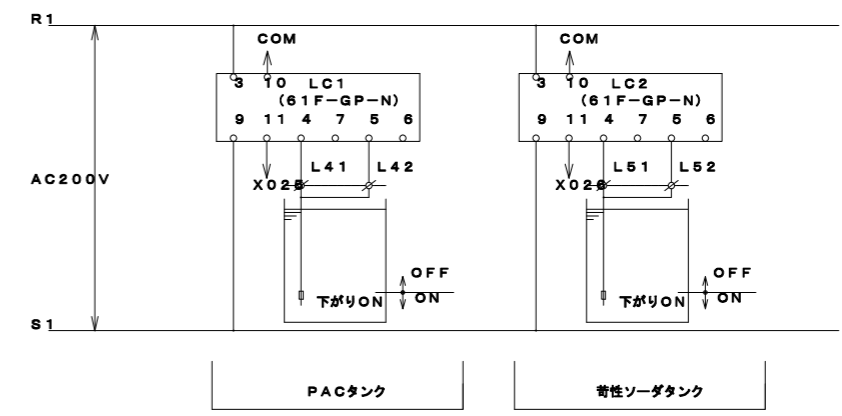 R1
COM
COM
3 10 LC1
(61F-GP-N)
9 11 4 7 5 6
3 10 LC2
(61F-GP-N)
9 11 4 7 5 6
AC200V
L41 L42
X025
L51 L52
X026
OFF
ON
下がりON
OFF
ON
下がりON
S1
PACタンク
苛性ソーダタンク